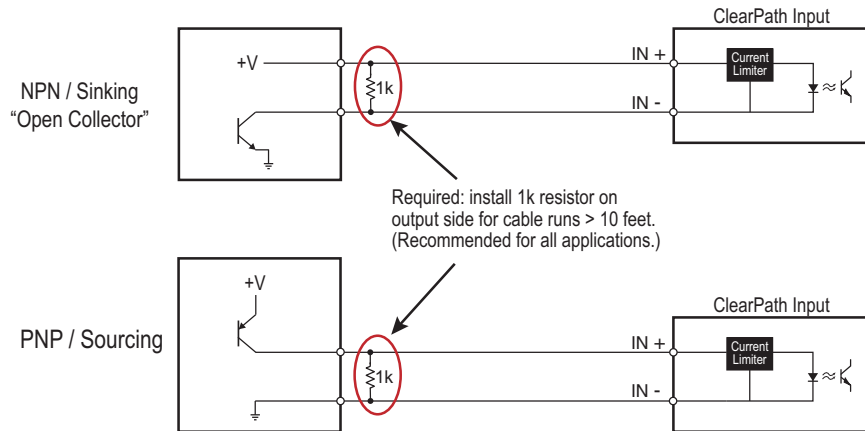 ClearPath Input
+V
IN +
Current
Limiter
NPN / Sinking
“Open Collector”
1k
IN -
Required: install 1k resistor on
output side for cable runs > 10 feet.
(Recommended for all applications.)
+V
ClearPath Input
PNP / Sourcing
IN +
Current
Limiter
1k
IN -